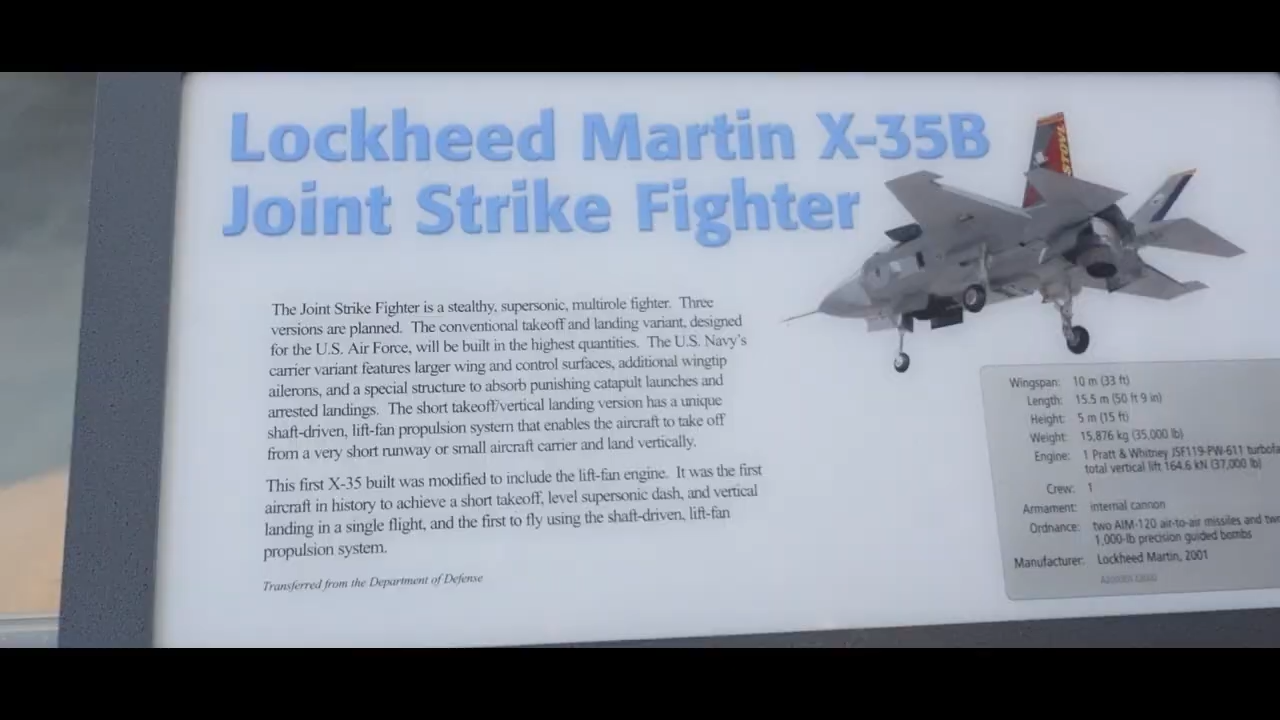 Lockheed Martin X-35B
Joint Strike Fighter
STOVL
The Joint Strike Fighter is a stealthy, supersonic, multirole fighter. Three
versions are planned. The conventional takeoff and landing variant, designed
for the U.S. Air Force, will be built in the highest quantities. The U.S. Navy's
carrier variant features larger wing and control surfaces, additional wingtip
ailerons, and a special structure to absorb punishing catapult launches and
arrested landings. The short takeoff/vertical landing version has a unique
shaft-driven, lift-fan propulsion system that enables the aircraft to take off
from a very short runway or small aircraft carrier and land vertically.
This first X-35 built was modified to include the lift-fan engine. It was the first
aircraft in history to achieve a short takeoff, level supersonic dash, and vertical
landing in a single flight, and the first to fly using the shaft-driven, lift-fan
propulsion system.
Transferred from the Department of Defense
Wingspan: 10 m (33 ft)
Length: 15.5 m (50 ft 9 in)
Height: 5 m (15 ft)
Weight: 15,876 kg (35,000 lb)
Engine: 1 Pratt & Whitney JSF119-PW-611 turbofa
total vertical lift 164.6 kN (37,000 lb)
Crew: 1
Armament: internal cannon
Ordnance: two AIM-120 air-to-air missiles and tw
1,000-lb precision guided bombs
Manufacturer: Lockheed Martin, 2001